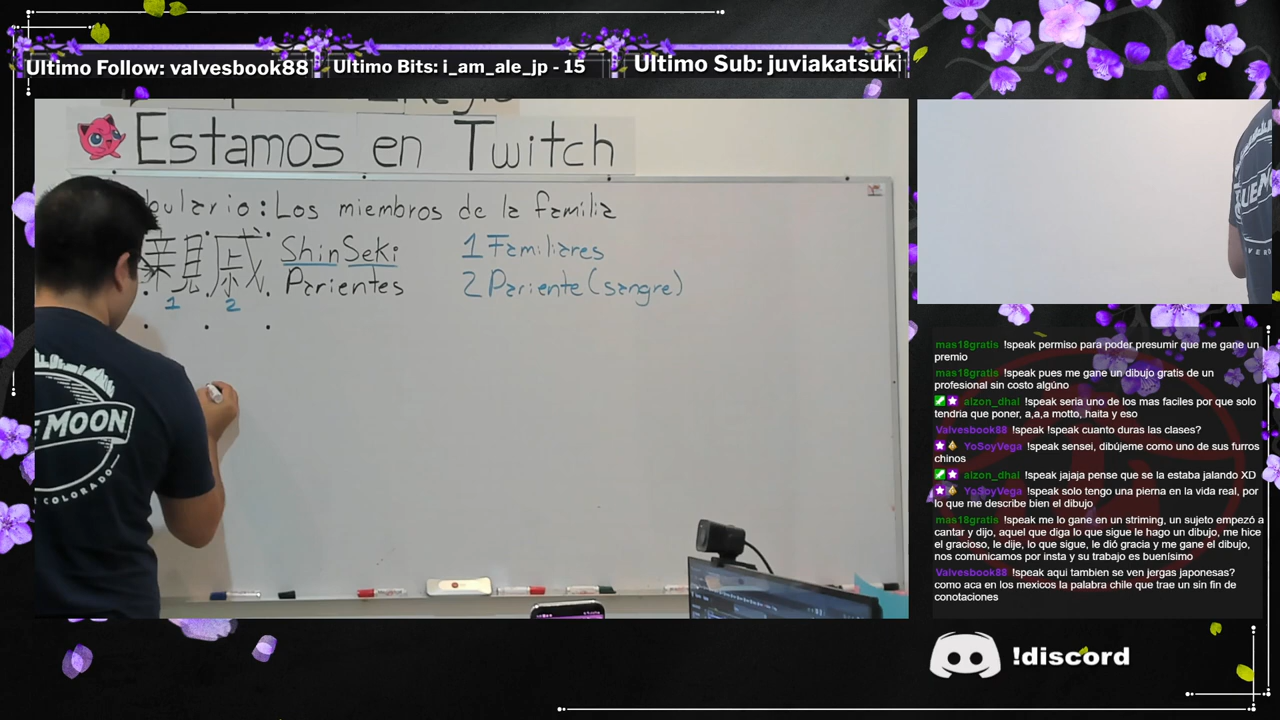 Ultimo Follow: valvesbook88
Ultimo Bits: i_am_ale_jp - 15
Ultimo Sub: juviakatsuki
Estamos en Twitch
bulario: Los miembros de la familia
親戚 ShinSeki 1 Familiares
Parientes 2 Pariente (sangre)
1 2
MOON
COLORADO
UE MOON
mas18gratis !speak permiso para poder presumir que me gane un
premio
mas18gratis !speak pues me gane un dibujo gratis de un
profesional sin costo algúno
alzon_dhal !speak seria uno de los mas faciles por que solo
tendria que poner, a,a,a motto, haita y eso
Valvesbook88 !speak !speak cuanto duras las clases?
YoSoyVega !speak sensei, dibújeme como uno de sus furros
chinos
alzon_dhal !speak jajaja pense que se la estaba jalando XD
YoSoyVega !speak solo tengo una pierna en la vida real, por
lo que me describe bien el dibujo
mas18gratis !speak me lo gane en un striming, un sujeto empezó a
cantar y dijo, aquel que diga lo que sigue le hago un dibujo, me hice
el gracioso, le dije, lo que sigue, le dió gracia y me gane el dibujo,
nos comunicamos por insta y su trabajo es buenísimo
Valvesbook88 !speak aqui tambien se ven jergas japonesas?
como aca en los mexicos la palabra chile que trae un sin fin de
conotaciones
!discord